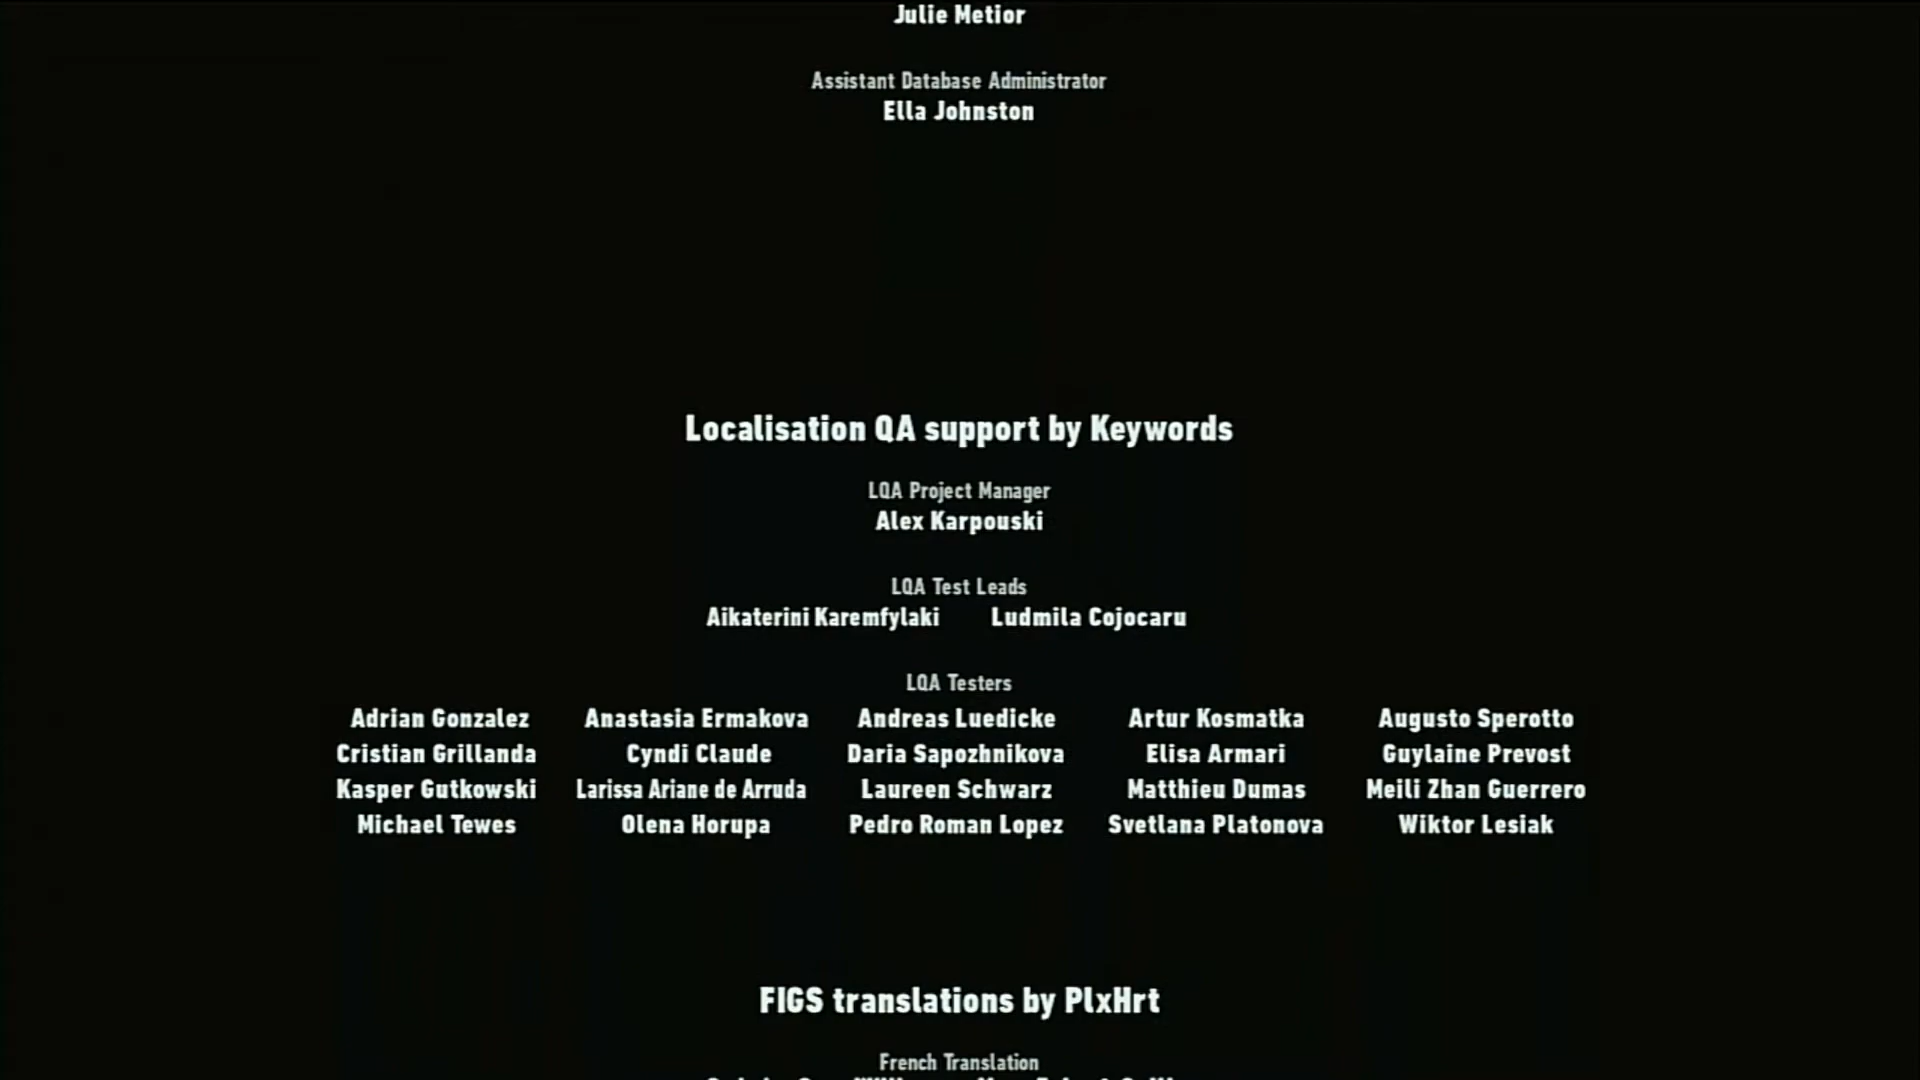 Julie Metior
Assistant Database Administrator
Ella Johnston
Localisation QA support by Keywords
LQA Project Manager
Alex Karpouski
LQA Test Leads
Aikaterini Karemfylaki Ludmila Cojocaru
LQA Testers
Adrian Gonzalez Anastasia Ermakova Andreas Luedicke Artur Kosmatka Augusto Sperotto
Cristian Grillanda Cyndi Claude Daria Sapozhnikova Elisa Armari Guylaine Prevost
Kasper Gutkowski Larissa Ariane de Arruda Laureen Schwarz Matthieu Dumas Meili Zhan Guerrero
Michael Tewes Olena Horupa Pedro Roman Lopez Svetlana Platonova Wiktor Lesiak
FIGS translations by PlxHrt
French Translation